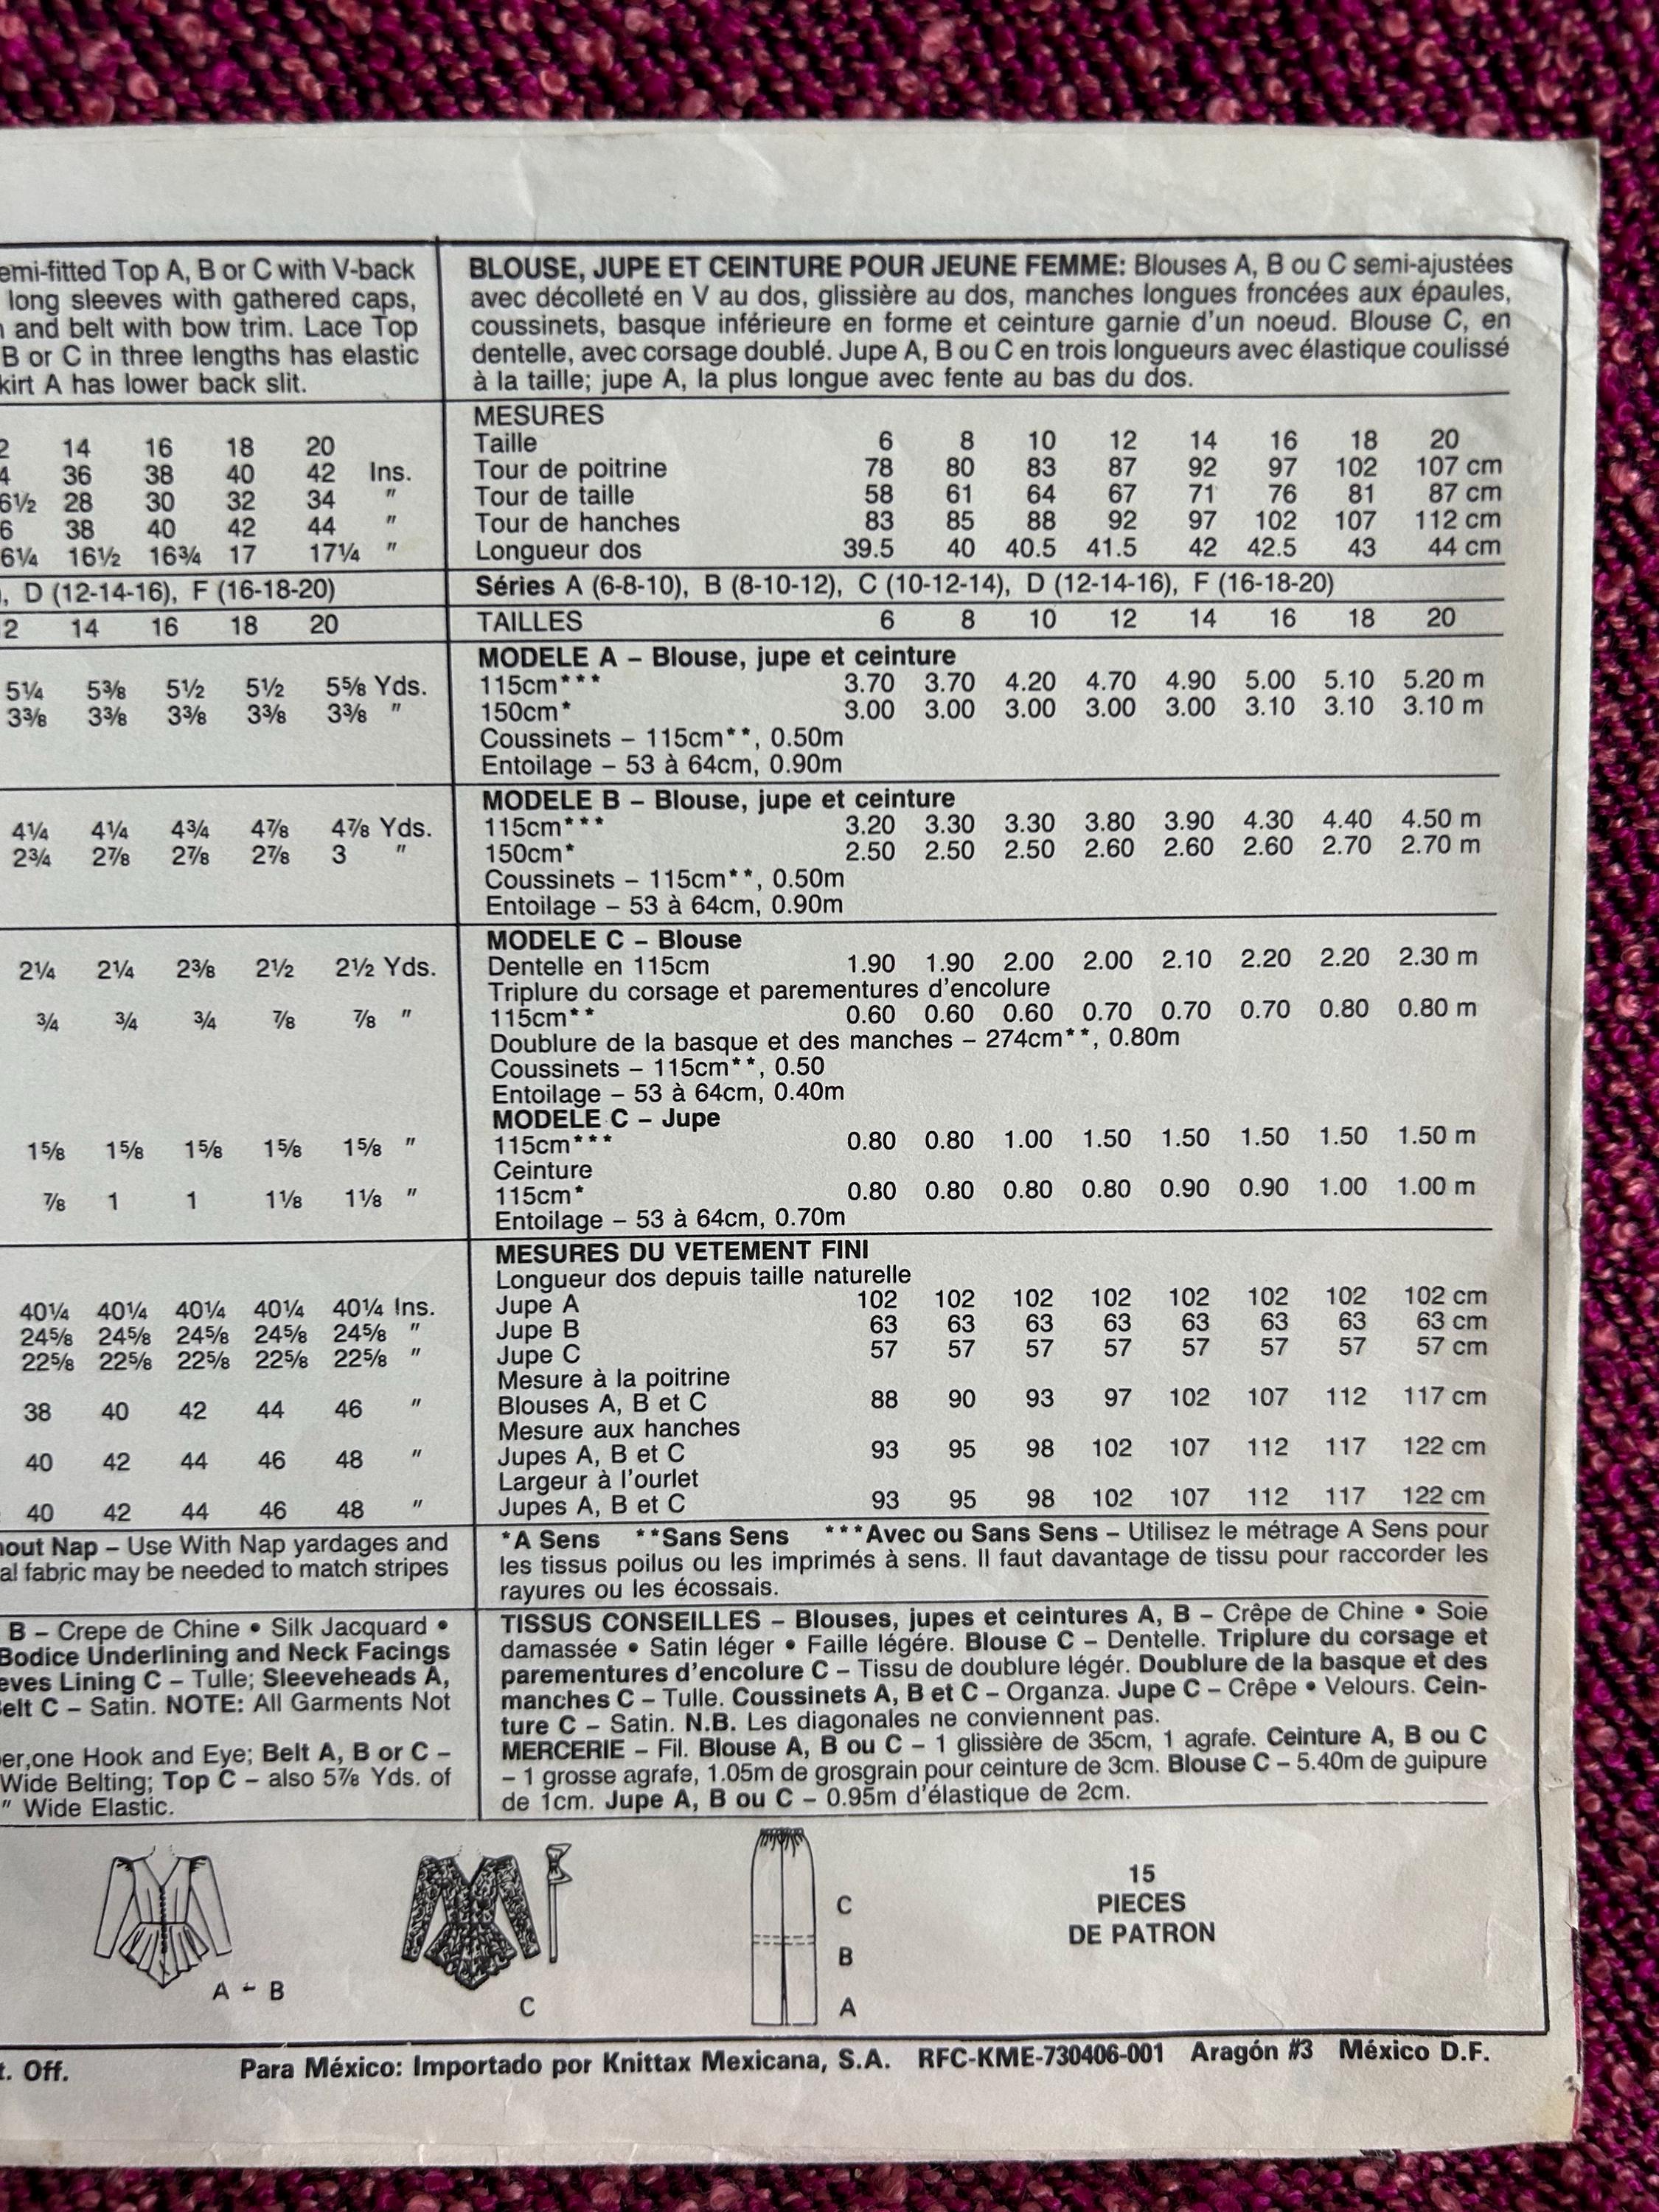 emi-fitted Top A, B or C with V-back
long sleeves with gathered caps,
and belt with bow trim. Lace Top
B or C in three lengths has elastic
kirt A has lower back slit.
2 14 16 18 20
4 36 38 40 42 Ins.
6½ 28 30 32 34 "
6 38 40 42 44 "
6¼ 16½ 16¾ 17 17¼ "
), D (12-14-16), F (16-18-20)
2 14 16 18 20
5¼ 5⅜ 5½ 5½ 5⅝ Yds.
3⅜ 3⅜ 3⅜ 3⅜ 3⅜ "
4¼ 4¼ 4¾ 4⅞ 4⅞ Yds.
2¾ 2⅞ 2⅞ 2⅞ 3 "
2¼ 2¼ 2⅜ 2½ 2½ Yds.
¾ ¾ ¾ ⅞ ⅞ "
1⅝ 1⅝ 1⅝ 1⅝ 1⅝ "
⅞ 1 1 1⅛ 1⅛ "
40¼ 40¼ 40¼ 40¼ 40¼ Ins.
24⅝ 24⅝ 24⅝ 24⅝ 24⅝ "
22⅝ 22⅝ 22⅝ 22⅝ 22⅝ "
38 40 42 44 46 "
40 42 44 46 48 "
40 42 44 46 48 "
out Nap – Use With Nap yardages and
al fabric may be needed to match stripes
B – Crepe de Chine • Silk Jacquard •
Bodice Underlining and Neck Facings
eves Lining C – Tulle; Sleeveheads A,
elt C – Satin. NOTE: All Garments Not
er,one Hook and Eye; Belt A, B or C –
Wide Belting; Top C – also 5⅞ Yds. of
" Wide Elastic.
BLOUSE, JUPE ET CEINTURE POUR JEUNE FEMME: Blouses A, B ou C semi-ajustées
avec décolleté en V au dos, glissière au dos, manches longues froncées aux épaules,
coussinets, basque inférieure en forme et ceinture garnie d'un noeud. Blouse C, en
dentelle, avec corsage doublé. Jupe A, B ou C en trois longueurs avec élastique coulissé
à la taille; jupe A, la plus longue avec fente au bas du dos.
MESURES
Taille 6 8 10 12 14 16 18 20
Tour de poitrine 78 80 83 87 92 97 102 107 cm
Tour de taille 58 61 64 67 71 76 81 87 cm
Tour de hanches 83 85 88 92 97 102 107 112 cm
Longueur dos 39.5 40 40.5 41.5 42 42.5 43 44 cm
Séries A (6-8-10), B (8-10-12), C (10-12-14), D (12-14-16), F (16-18-20)
TAILLES 6 8 10 12 14 16 18 20
MODELE A – Blouse, jupe et ceinture
115cm*** 3.70 3.70 4.20 4.70 4.90 5.00 5.10 5.20 m
150cm* 3.00 3.00 3.00 3.00 3.00 3.10 3.10 3.10 m
Coussinets – 115cm**, 0.50m
Entoilage – 53 à 64cm, 0.90m
MODELE B – Blouse, jupe et ceinture
115cm*** 3.20 3.30 3.30 3.80 3.90 4.30 4.40 4.50 m
150cm* 2.50 2.50 2.50 2.60 2.60 2.60 2.70 2.70 m
Coussinets – 115cm**, 0.50m
Entoilage – 53 à 64cm, 0.90m
MODELE C – Blouse
Dentelle en 115cm 1.90 1.90 2.00 2.00 2.10 2.20 2.20 2.30 m
Triplure du corsage et parementures d'encolure
115cm** 0.60 0.60 0.60 0.70 0.70 0.70 0.80 0.80 m
Doublure de la basque et des manches – 274cm**, 0.80m
Coussinets – 115cm**, 0.50
Entoilage – 53 à 64cm, 0.40m
MODELE C – Jupe
115cm*** 0.80 0.80 1.00 1.50 1.50 1.50 1.50 1.50 m
Ceinture
115cm* 0.80 0.80 0.80 0.80 0.90 0.90 1.00 1.00 m
Entoilage – 53 à 64cm, 0.70m
MESURES DU VETEMENT FINI
Longueur dos depuis taille naturelle
Jupe A 102 102 102 102 102 102 102 102 cm
Jupe B 63 63 63 63 63 63 63 63 cm
Jupe C 57 57 57 57 57 57 57 57 cm
Mesure à la poitrine
Blouses A, B et C 88 90 93 97 102 107 112 117 cm
Mesure aux hanches
Jupes A, B et C 93 95 98 102 107 112 117 122 cm
Largeur à l'ourlet
Jupes A, B et C 93 95 98 102 107 112 117 122 cm
*A Sens **Sans Sens ***Avec ou Sans Sens – Utilisez le métrage A Sens pour
les tissus poilus ou les imprimés à sens. Il faut davantage de tissu pour raccorder les
rayures ou les écossais.
TISSUS CONSEILLES – Blouses, jupes et ceintures A, B – Crêpe de Chine • Soie
damassée • Satin léger • Faille légére. Blouse C – Dentelle. Triplure du corsage et
parementures d'encolure C – Tissu de doublure légér. Doublure de la basque et des
manches C – Tulle. Coussinets A, B et C – Organza. Jupe C – Crêpe • Velours. Cein-
ture C – Satin. N.B. Les diagonales ne conviennent pas.
MERCERIE – Fil. Blouse A, B ou C – 1 glissière de 35cm, 1 agrafe. Ceinture A, B ou C
– 1 grosse agrafe, 1.05m de grosgrain pour ceinture de 3cm. Blouse C – 5.40m de guipure
de 1cm. Jupe A, B ou C – 0.95m d'élastique de 2cm.
A - B
C
C
B
A
15
PIECES
DE PATRON
t. Off. Para México: Importado por Knittax Mexicana, S.A. RFC-KME-730406-001 Aragón #3 México D.F.